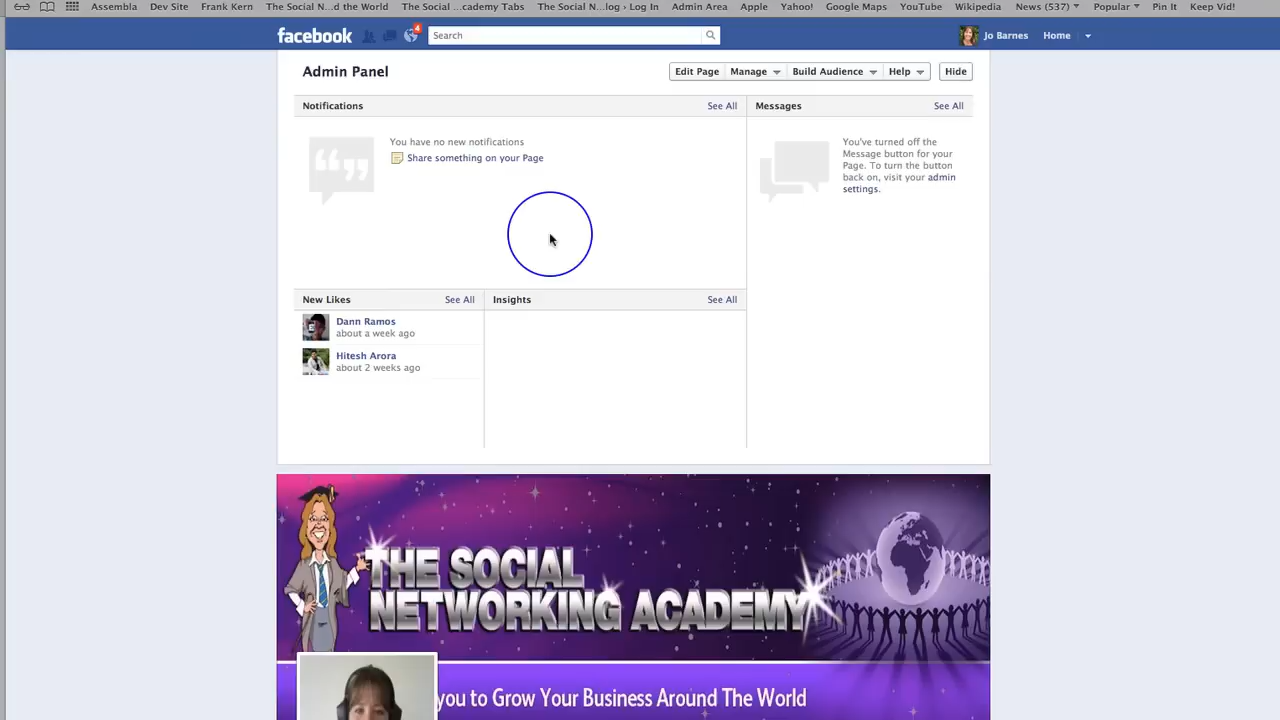 Assembla Dev Site Frank Kern The Social N...d the World The Social ...cademy Tabs The Social N...log › Log In Admin Area Apple Yahoo! Google Maps YouTube Wikipedia News (537) Popular Pin It Keep Vid!
facebook 4 Search Jo Barnes Home
Admin Panel Edit Page Manage Build Audience Help Hide
Notifications See All Messages See All
You have no new notifications
Share something on your Page
You've turned off the
Message button for your
Page. To turn the button
back on, visit your admin
settings.
New Likes See All Insights See All
Dann Ramos
about a week ago
Hitesh Arora
about 2 weeks ago
THE SOCIAL
NETWORKING ACADEMY
you to Grow Your Business Around The World